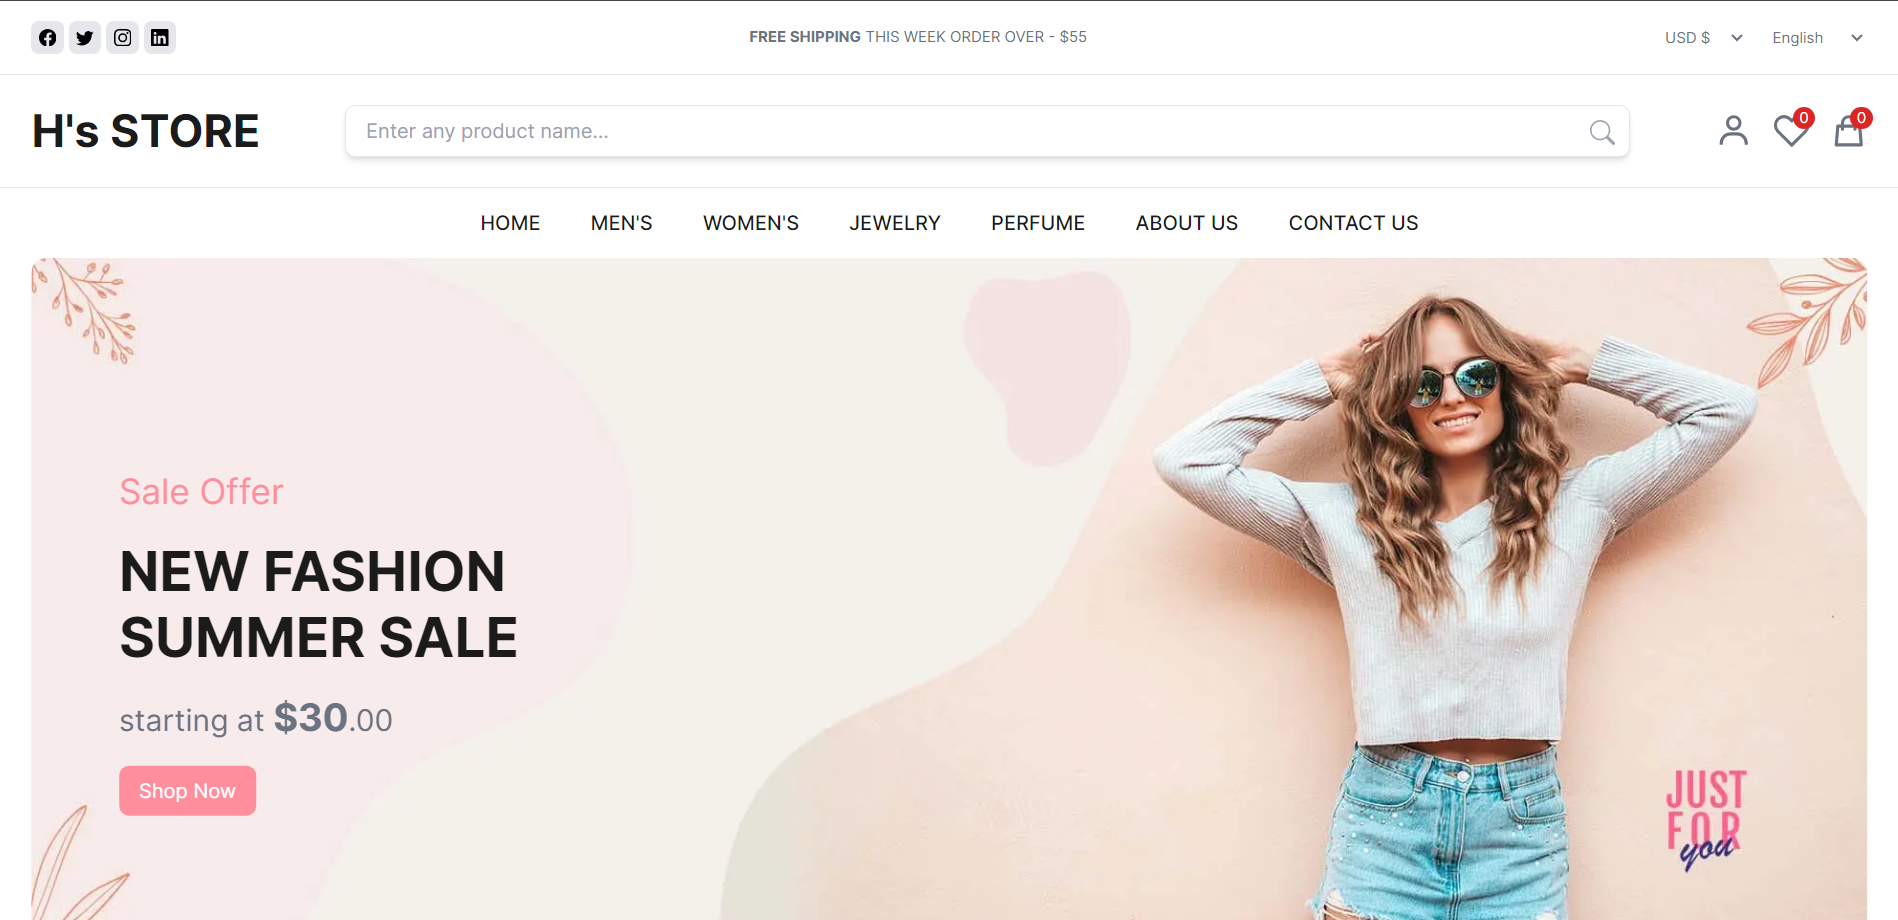 FREE SHIPPING THIS WEEK ORDER OVER - $55
USD $
English
H's STORE
Enter any product name...
0
0
HOME
MEN'S
WOMEN'S
JEWELRY
PERFUME
ABOUT US
CONTACT US
Sale Offer
NEW FASHION
SUMMER SALE
starting at $30.00
Shop Now
JUST
FOR
you